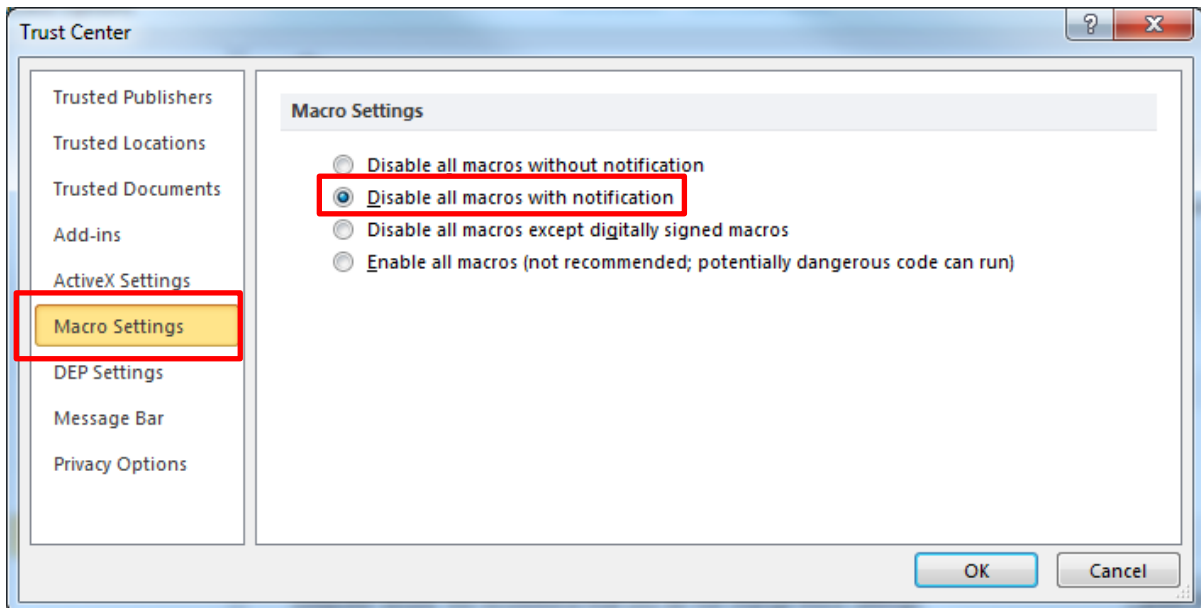 Trust Center
Trusted Publishers
Trusted Locations
Trusted Documents
Add-ins
ActiveX Settings
Macro Settings
DEP Settings
Message Bar
Privacy Options
Macro Settings
Disable all macros without notification
Disable all macros with notification
Disable all macros except digitally signed macros
Enable all macros (not recommended; potentially dangerous code can run)
OK
Cancel